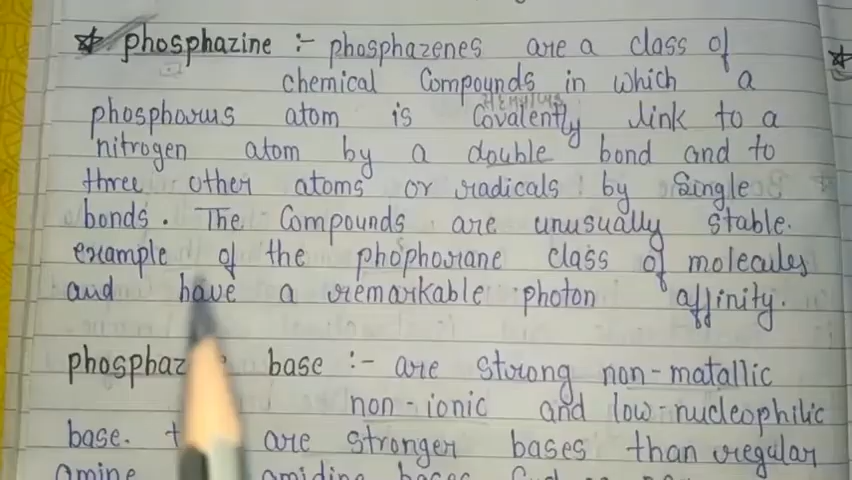 phosphazine :- phosphazenes are a class of
chemical Compounds in which a
phosphorus atom is Covalently link to a
nitrogen atom by a double bond and to
three other atoms or radicals by Single
bonds. The Compounds are unusually stable.
example of the phophorane class of molecules
and have a remarkable photon affinity.
base :- are strong non-matallic
non-ionic and low-nucleophilic
base. are stronger bases than regular
amine